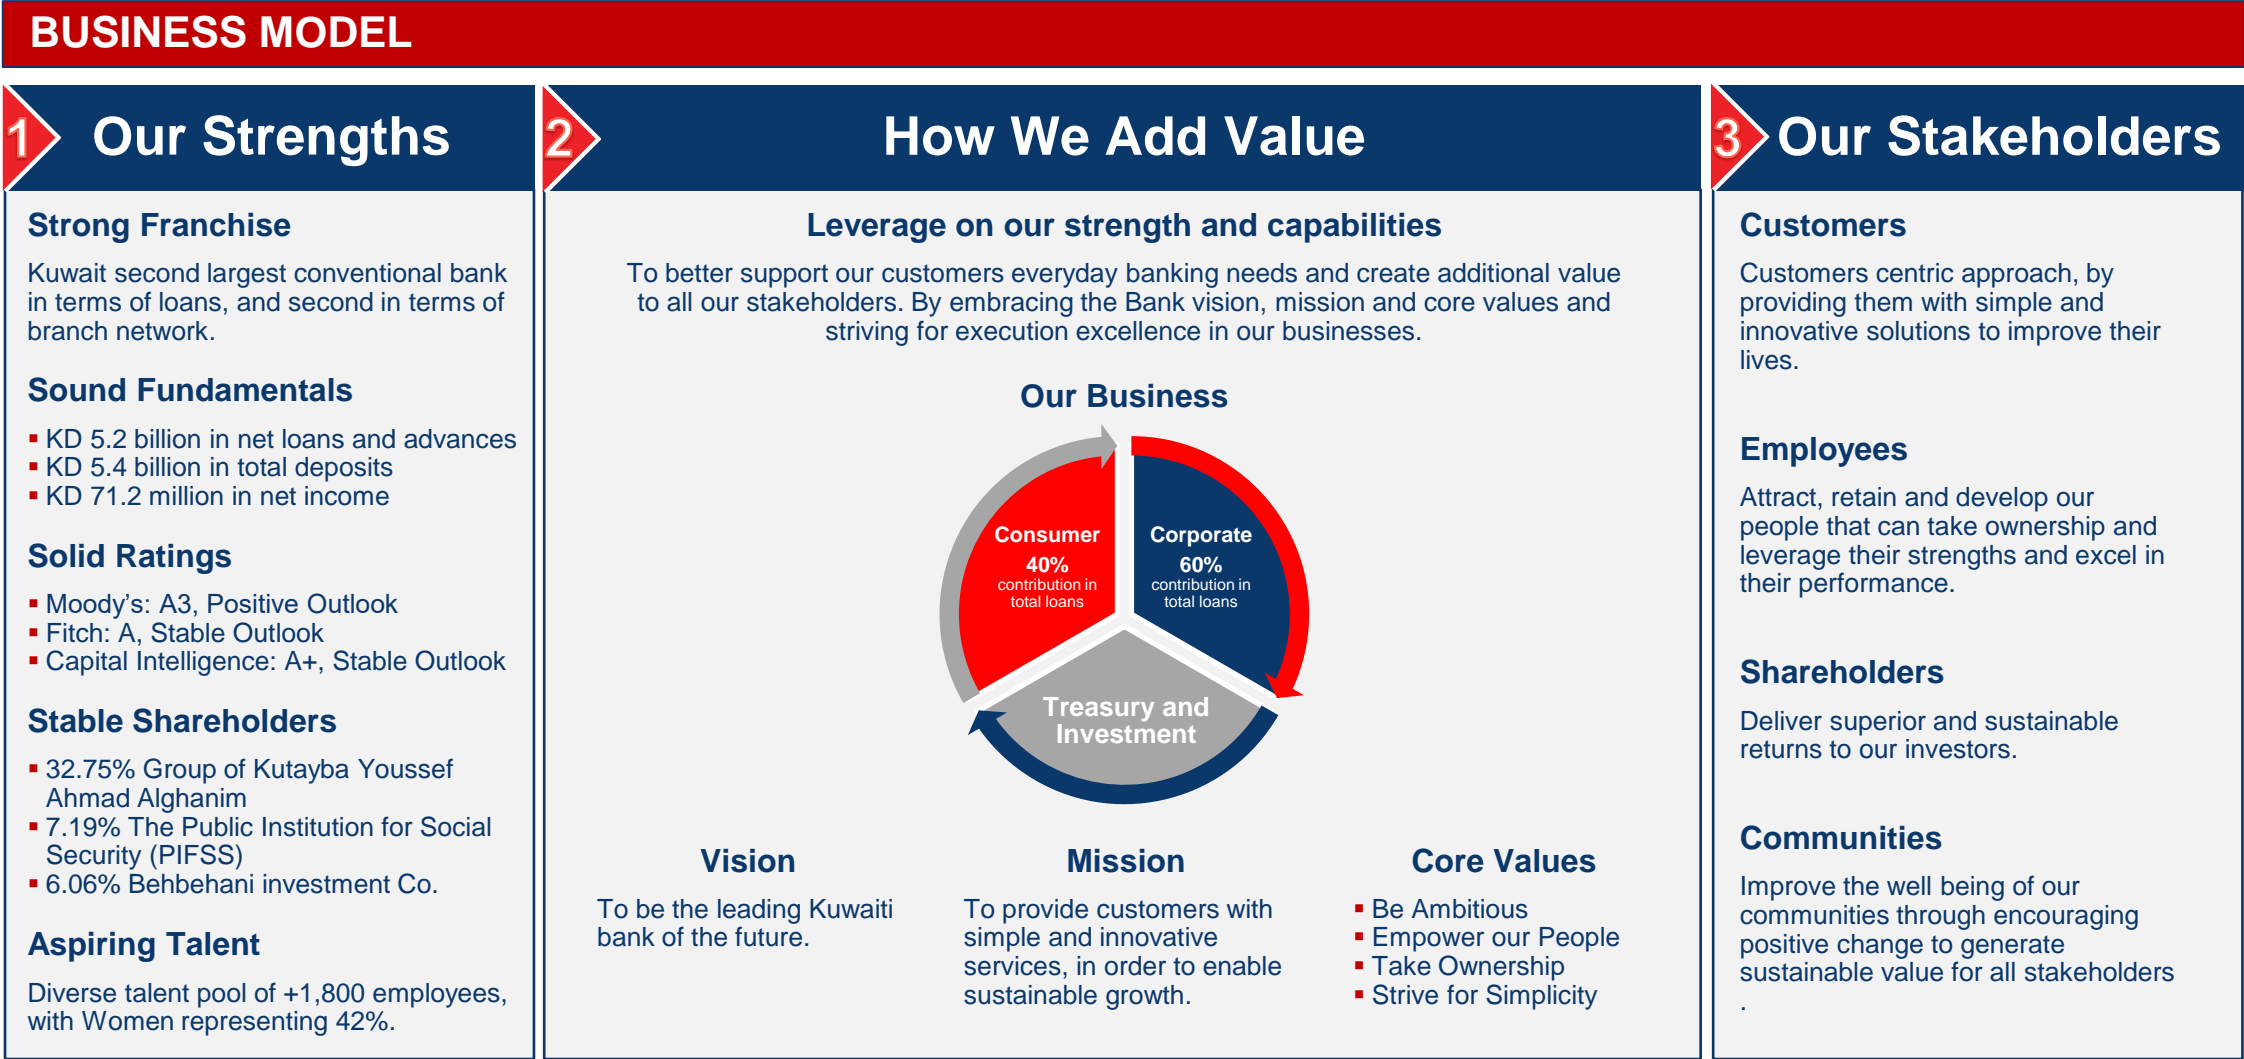 BUSINESS MODEL
1
Our Strengths
Strong Franchise
Kuwait second largest conventional bank
in terms of loans, and second in terms of
branch network.
Sound Fundamentals
▪ KD 5.2 billion in net loans and advances
▪ KD 5.4 billion in total deposits
▪ KD 71.2 million in net income
Solid Ratings
▪ Moody’s: A3, Positive Outlook
▪ Fitch: A, Stable Outlook
▪ Capital Intelligence: A+, Stable Outlook
Stable Shareholders
▪ 32.75% Group of Kutayba Youssef
Ahmad Alghanim
▪ 7.19% The Public Institution for Social
Security (PIFSS)
▪ 6.06% Behbehani investment Co.
Aspiring Talent
Diverse talent pool of +1,800 employees,
with Women representing 42%.
2
How We Add Value
Leverage on our strength and capabilities
To better support our customers everyday banking needs and create additional value
to all our stakeholders. By embracing the Bank vision, mission and core values and
striving for execution excellence in our businesses.
Our Business
Consumer
40%
contribution in
total loans
Corporate
60%
contribution in
total loans
Treasury and
Investment
Vision
To be the leading Kuwaiti
bank of the future.
Mission
To provide customers with
simple and innovative
services, in order to enable
sustainable growth.
Core Values
▪ Be Ambitious
▪ Empower our People
▪ Take Ownership
▪ Strive for Simplicity
3
Our Stakeholders
Customers
Customers centric approach, by
providing them with simple and
innovative solutions to improve their
lives.
Employees
Attract, retain and develop our
people that can take ownership and
leverage their strengths and excel in
their performance.
Shareholders
Deliver superior and sustainable
returns to our investors.
Communities
Improve the well being of our
communities through encouraging
positive change to generate
sustainable value for all stakeholders
.